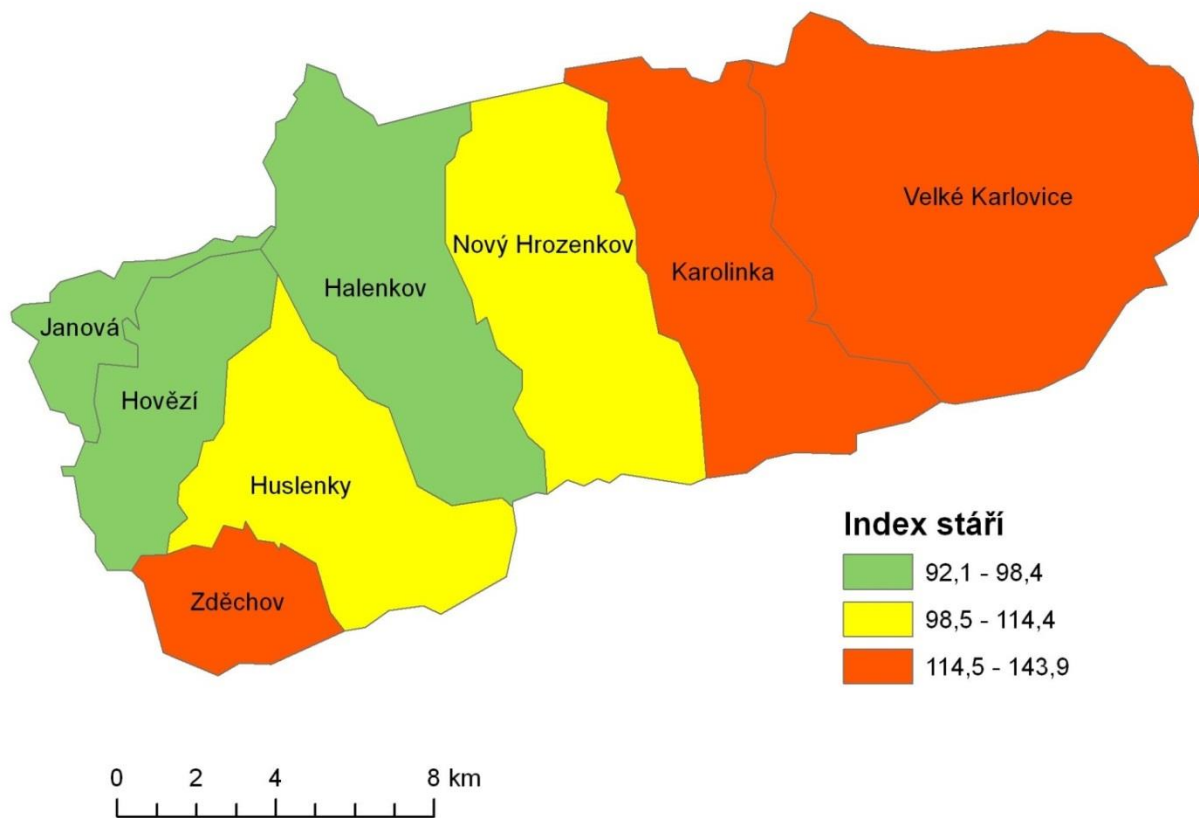 Velké Karlovice
Nový Hrozenkov
Karolinka
Halenkov
Janová
Hovězí
Huslenky
Zděchov
Index stáří
92,1 - 98,4
98,5 - 114,4
114,5 - 143,9
0 2 4 8 km